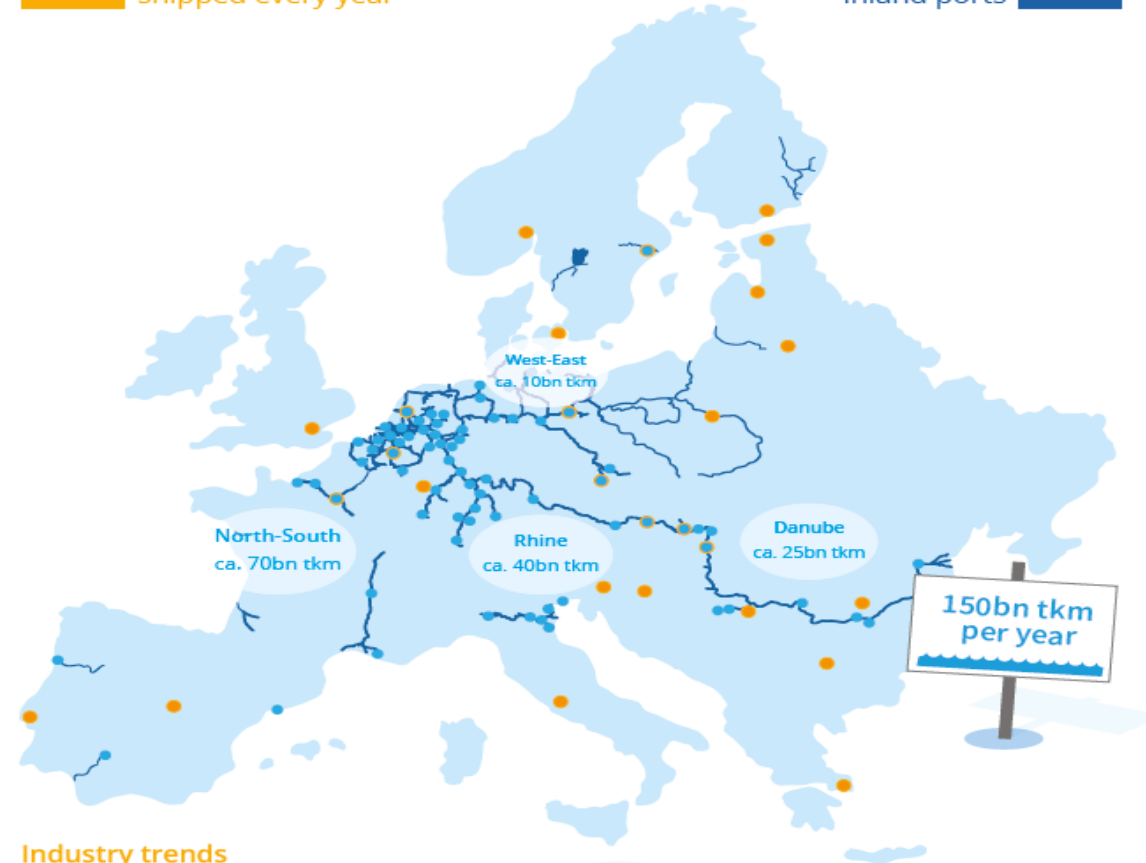 shipped every year
inland ports
West-East
ca. 10bn tkm
North-South
ca. 70bn tkm
Rhine
ca. 40bn tkm
Danube
ca. 25bn tkm
150bn tkm
per year
Industry trends